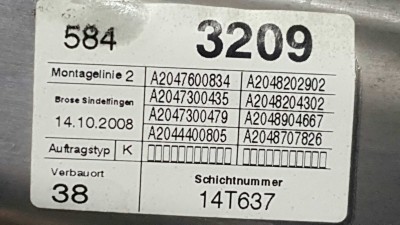 584 3209
Montagelinie 2 A2047600834 A2048202902
Brose Sindelfingen A2047300435 A2048204302
14.10.2008 A2047300479 A2048904667
A2044400805 A2048707826
Auftragstyp K
Verbauort Schichtnummer
38 14T637